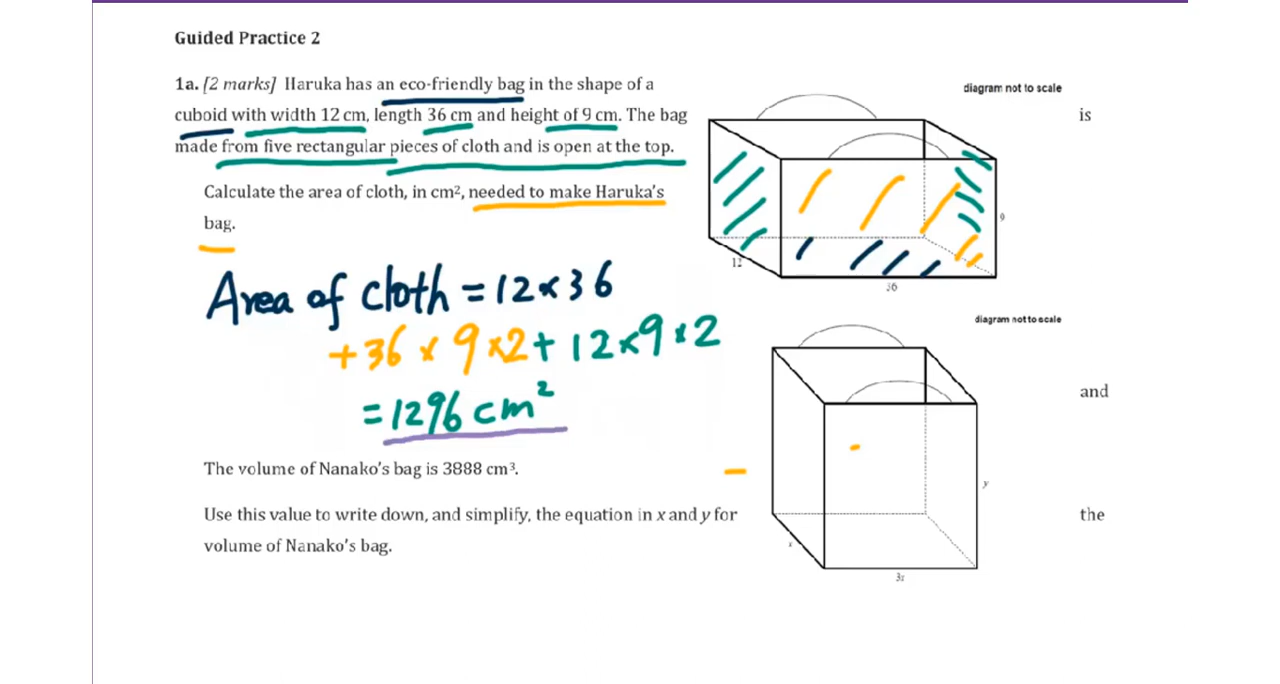 Guided Practice 2
1a. [2 marks] Haruka has an eco-friendly bag in the shape of a
cuboid with width 12 cm, length 36 cm and height of 9 cm. The bag is
made from five rectangular pieces of cloth and is open at the top.
Calculate the area of cloth, in cm², needed to make Haruka's
bag.
diagram not to scale
9
12
36
Area of cloth = 12 × 36
+ 36 × 9 × 2 + 12 × 9 × 2
= 1296 cm²
diagram not to scale
and
y
x
3x
The volume of Nanako's bag is 3888 cm³.
Use this value to write down, and simplify, the equation in x and y for the
volume of Nanako's bag.